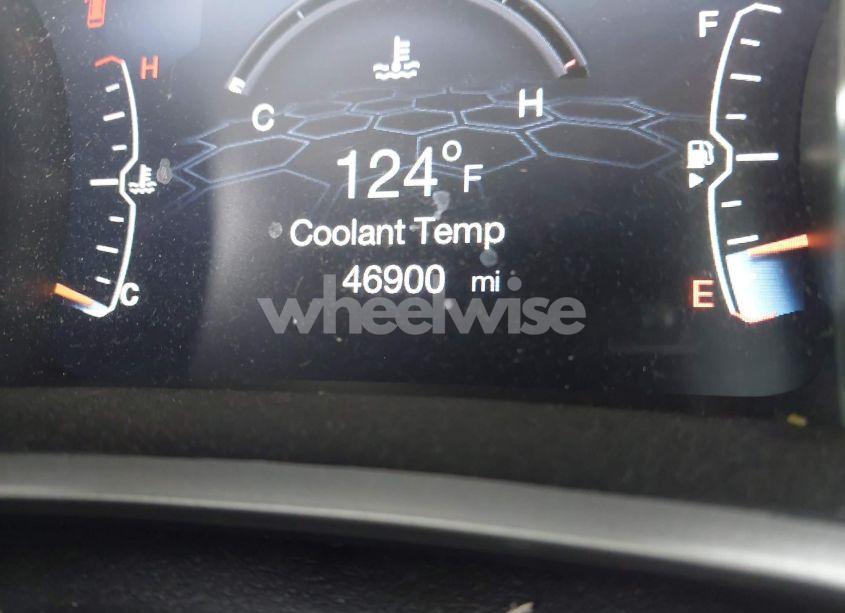 F
H
C H
124°F
Coolant Temp
46900 mi
wheelwise
C
E